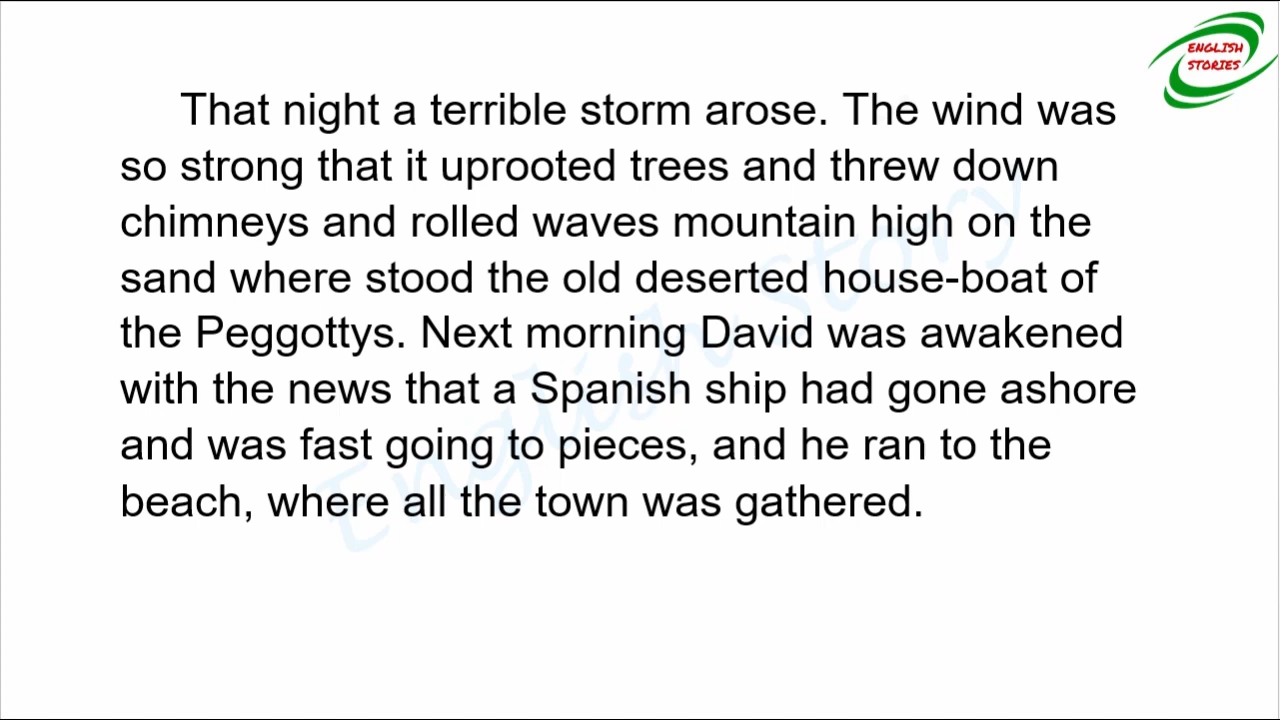 ENGLISH
STORIES
That night a terrible storm arose. The wind was
so strong that it uprooted trees and threw down
chimneys and rolled waves mountain high on the
sand where stood the old deserted house-boat of
the Peggottys. Next morning David was awakened
with the news that a Spanish ship had gone ashore
and was fast going to pieces, and he ran to the
beach, where all the town was gathered.
English Story